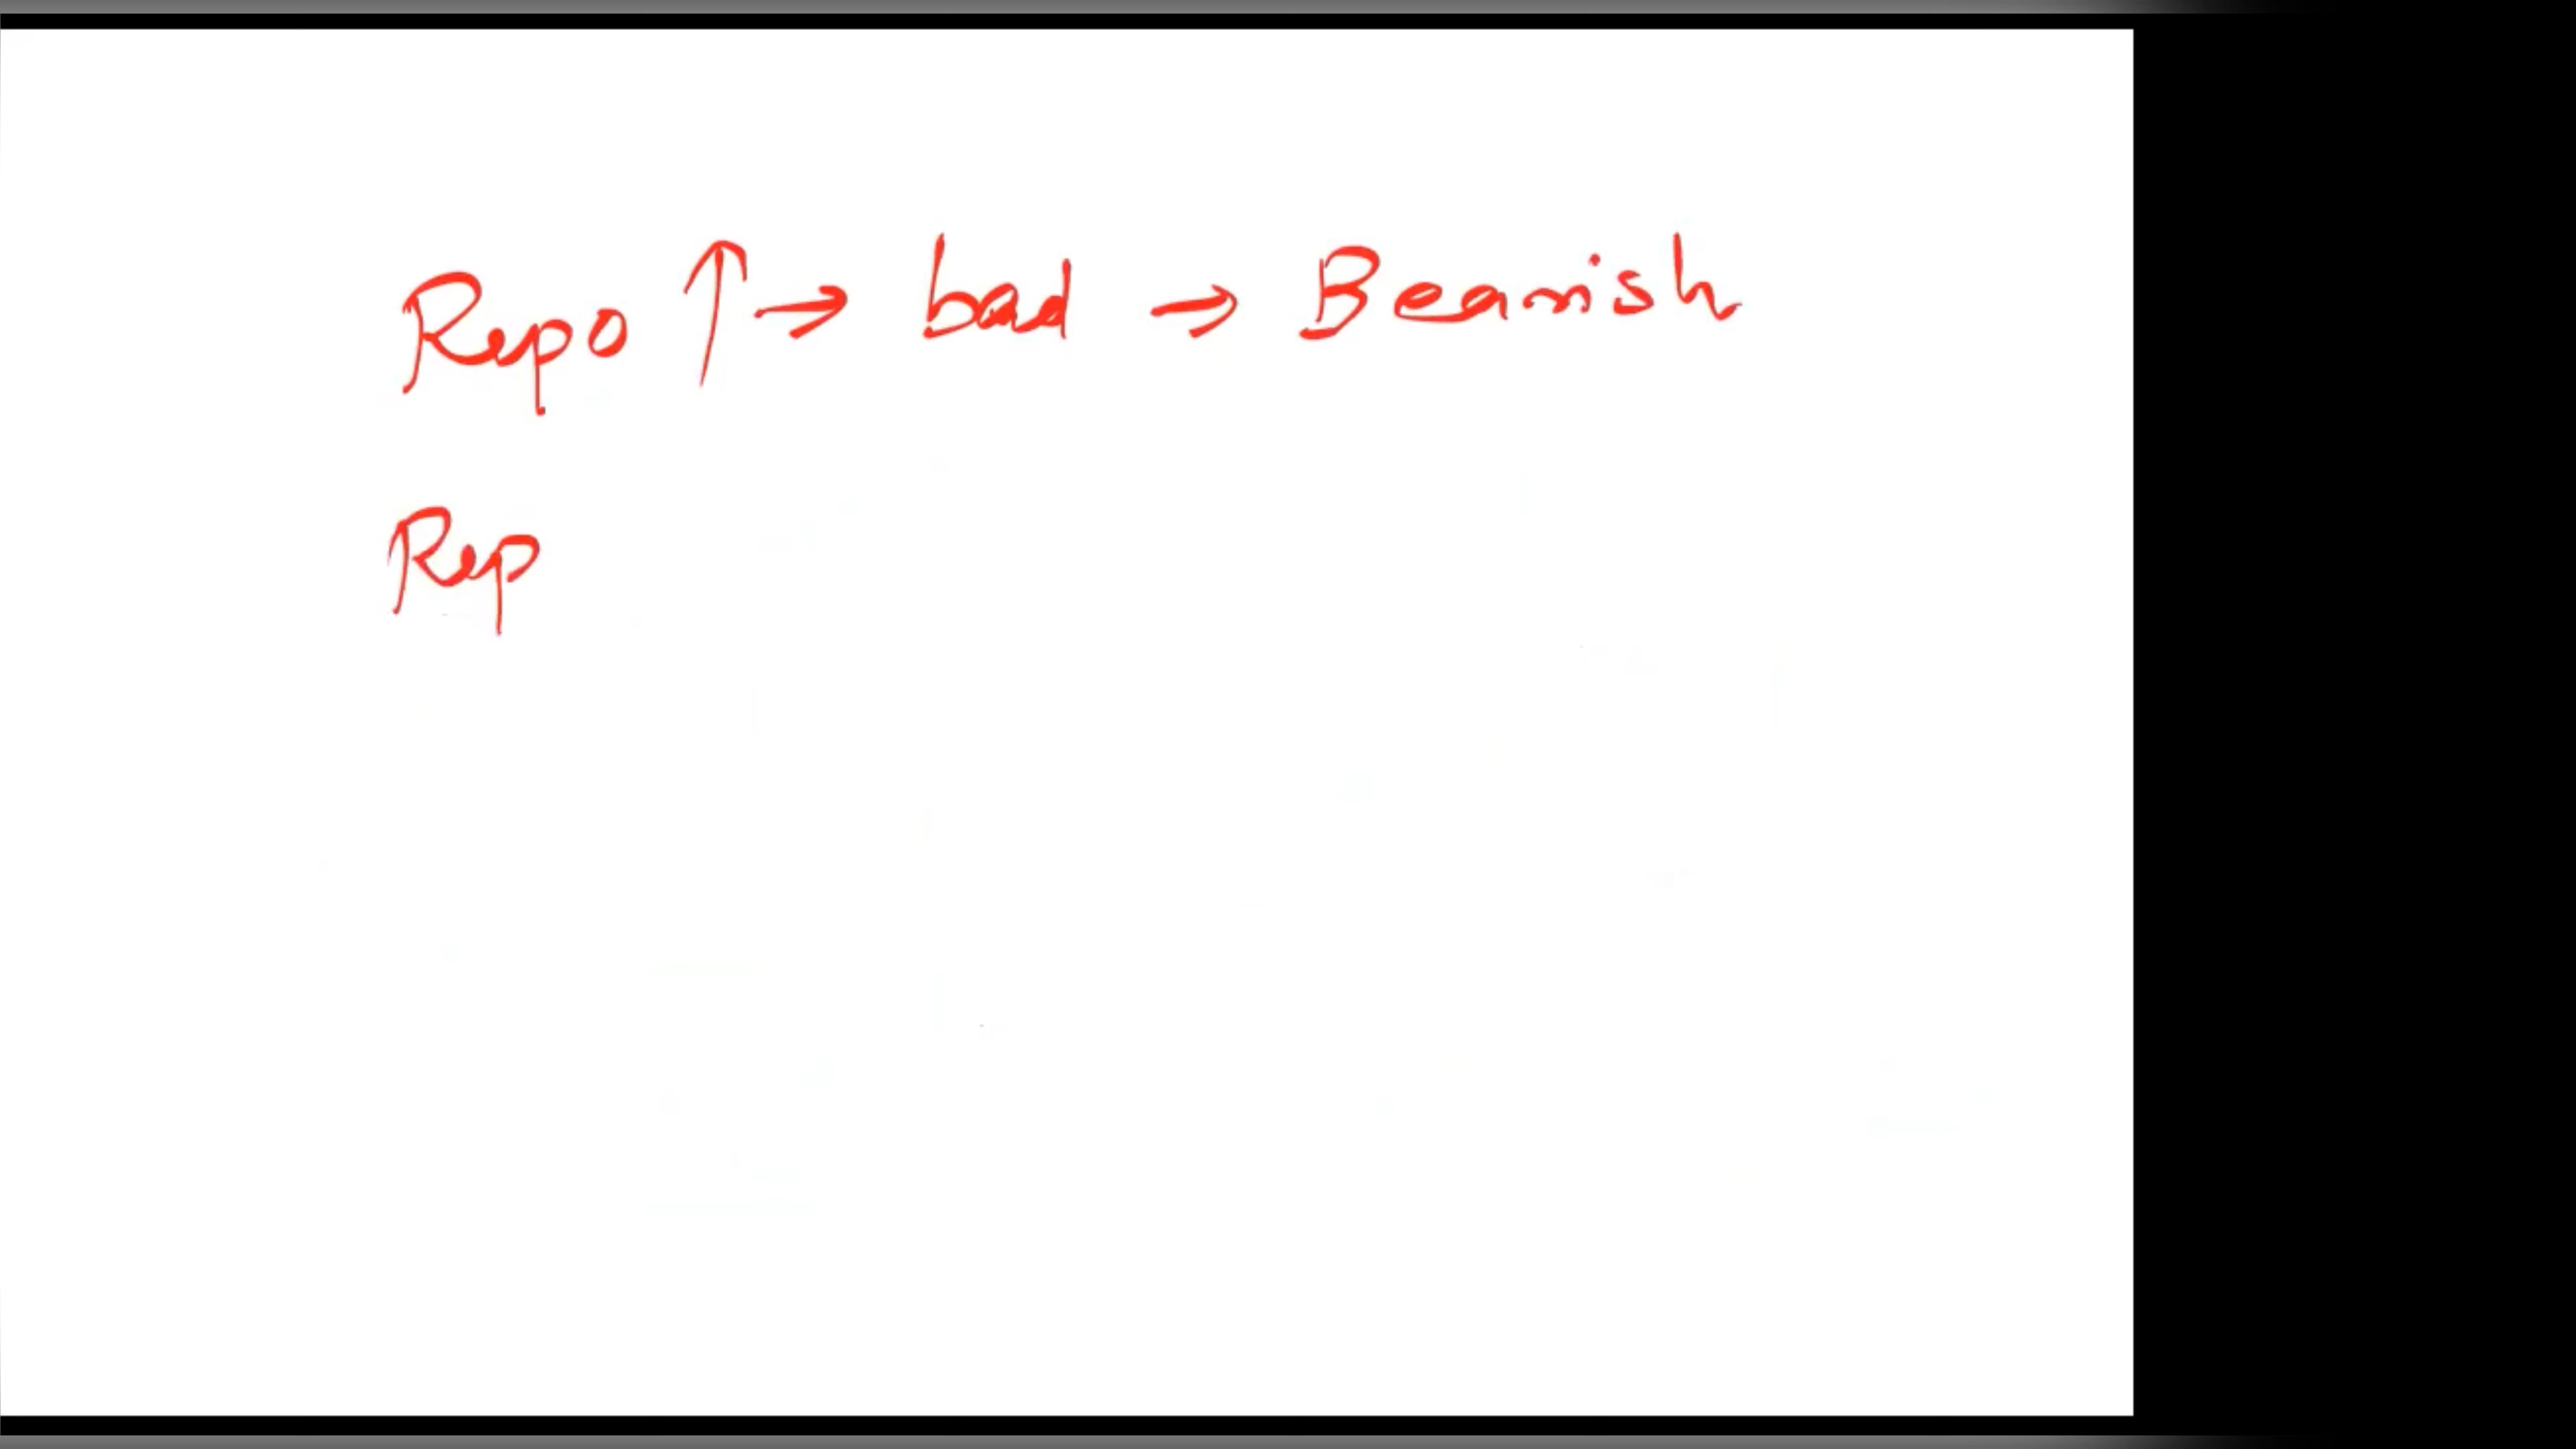 Repo ↑ → bad → Bearish
Rep